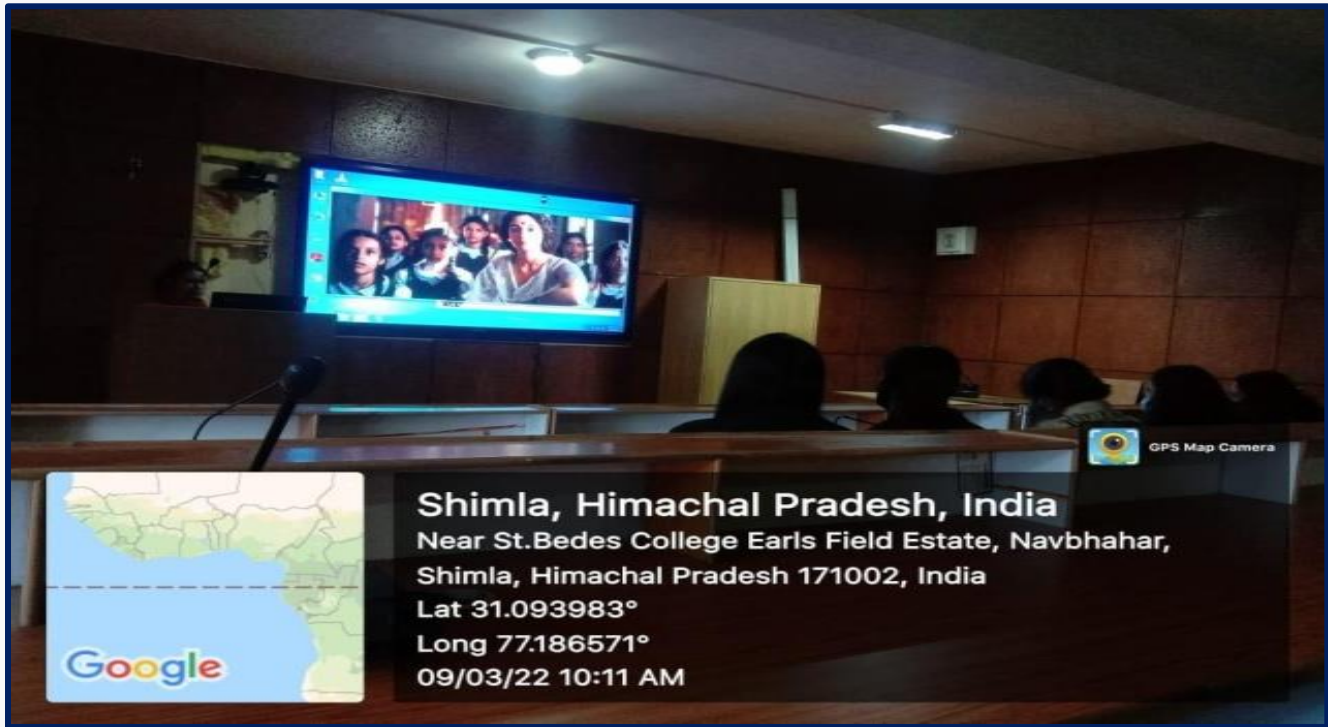 GPS Map Camera
Shimla, Himachal Pradesh, India
Near St.Bedes College Earls Field Estate, Navbhahar,
Shimla, Himachal Pradesh 171002, India
Lat 31.093983°
Long 77.186571°
09/03/22 10:11 AM
Google